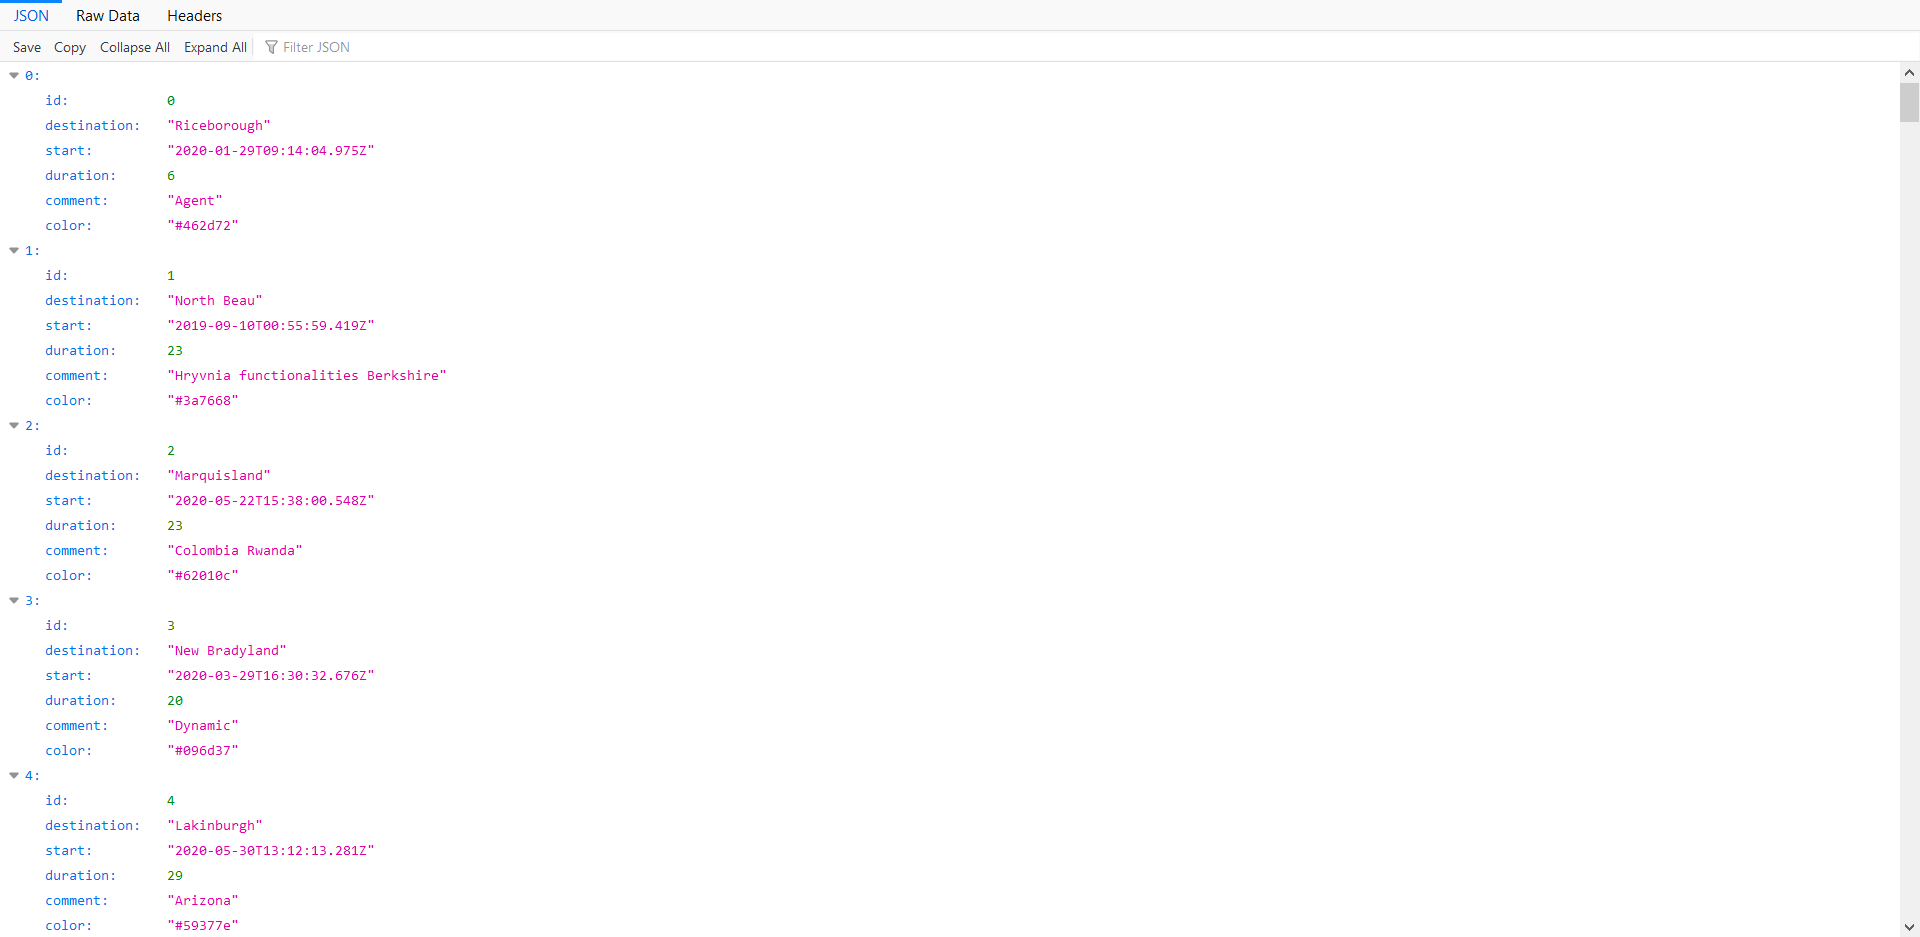 JSON Raw Data Headers
Save Copy Collapse All Expand All Filter JSON
0:
id: 0
destination: "Riceborough"
start: "2020-01-29T09:14:04.975Z"
duration: 6
comment: "Agent"
color: "#462d72"
1:
id: 1
destination: "North Beau"
start: "2019-09-10T00:55:59.419Z"
duration: 23
comment: "Hryvnia functionalities Berkshire"
color: "#3a7668"
2:
id: 2
destination: "Marquisland"
start: "2020-05-22T15:38:00.548Z"
duration: 23
comment: "Colombia Rwanda"
color: "#62010c"
3:
id: 3
destination: "New Bradyland"
start: "2020-03-29T16:30:32.676Z"
duration: 20
comment: "Dynamic"
color: "#096d37"
4:
id: 4
destination: "Lakinburgh"
start: "2020-05-30T13:12:13.281Z"
duration: 29
comment: "Arizona"
color: "#59377e"